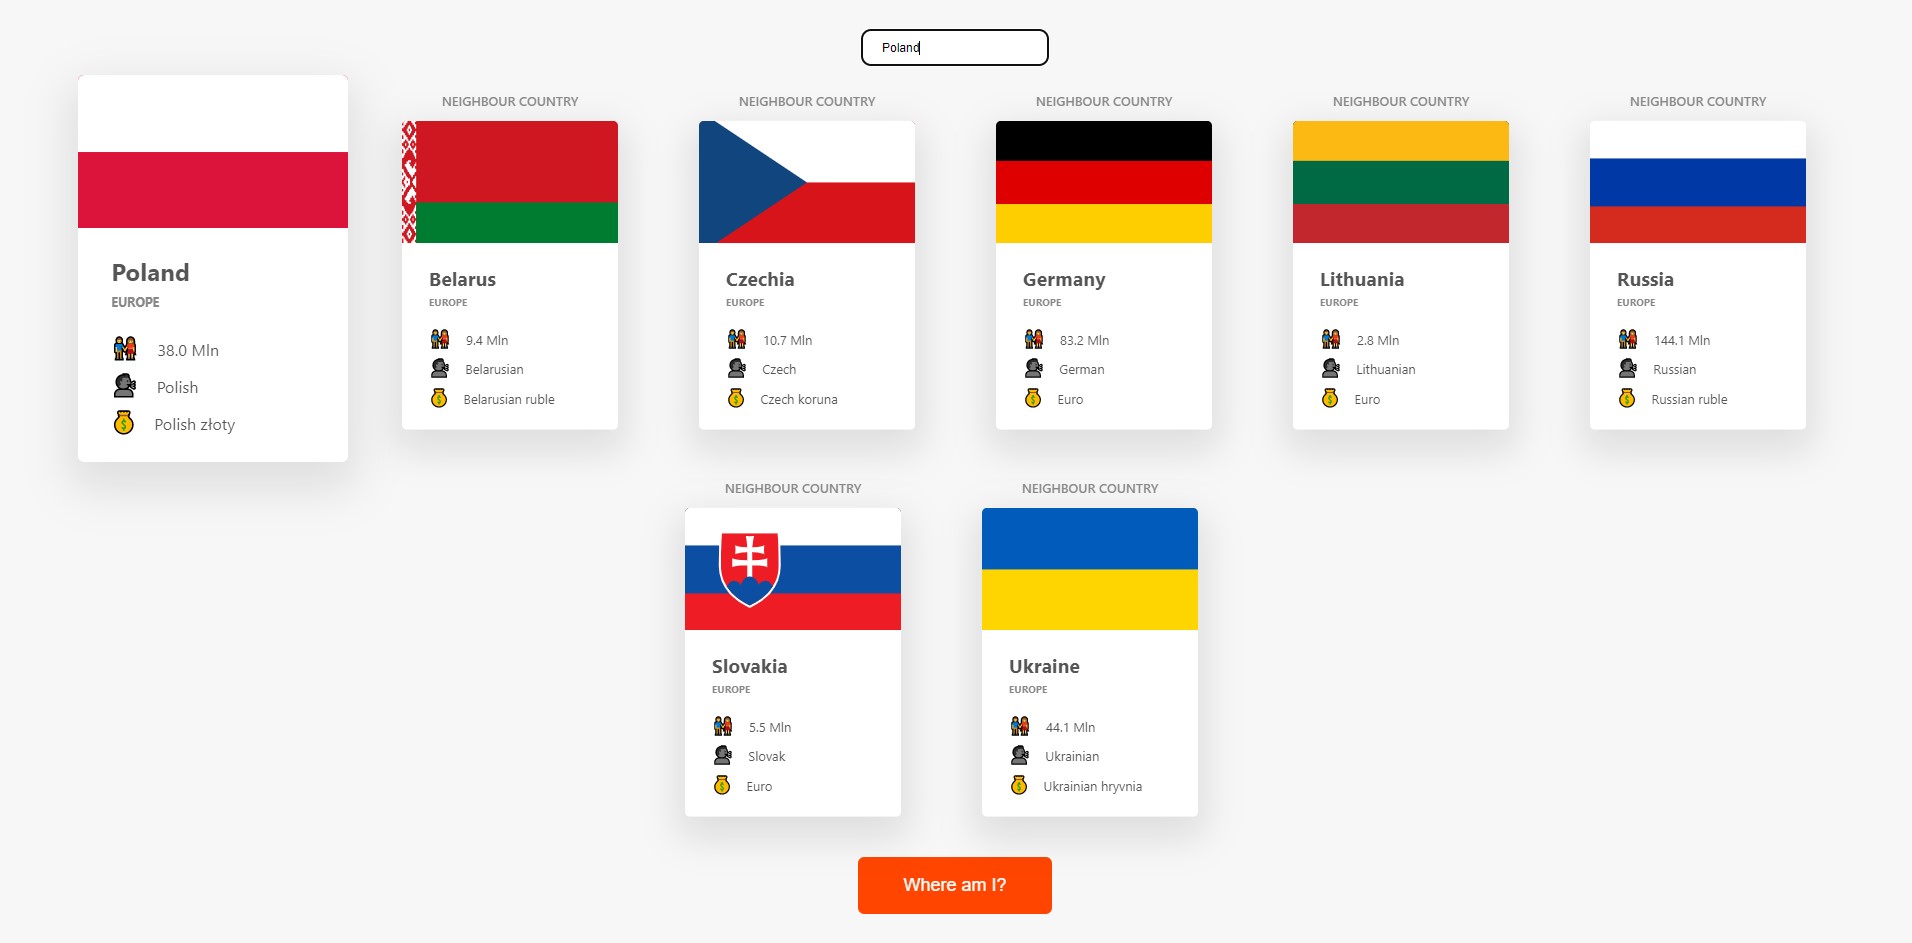 Poland
Poland
EUROPE
38.0 Mln
Polish
Polish złoty
NEIGHBOUR COUNTRY
Belarus
EUROPE
9.4 Mln
Belarusian
Belarusian ruble
NEIGHBOUR COUNTRY
Czechia
EUROPE
10.7 Mln
Czech
Czech koruna
NEIGHBOUR COUNTRY
Germany
EUROPE
83.2 Mln
German
Euro
NEIGHBOUR COUNTRY
Lithuania
EUROPE
2.8 Mln
Lithuanian
Euro
NEIGHBOUR COUNTRY
Russia
EUROPE
144.1 Mln
Russian
Russian ruble
NEIGHBOUR COUNTRY
Slovakia
EUROPE
5.5 Mln
Slovak
Euro
NEIGHBOUR COUNTRY
Ukraine
EUROPE
44.1 Mln
Ukrainian
Ukrainian hryvnia
Where am I?